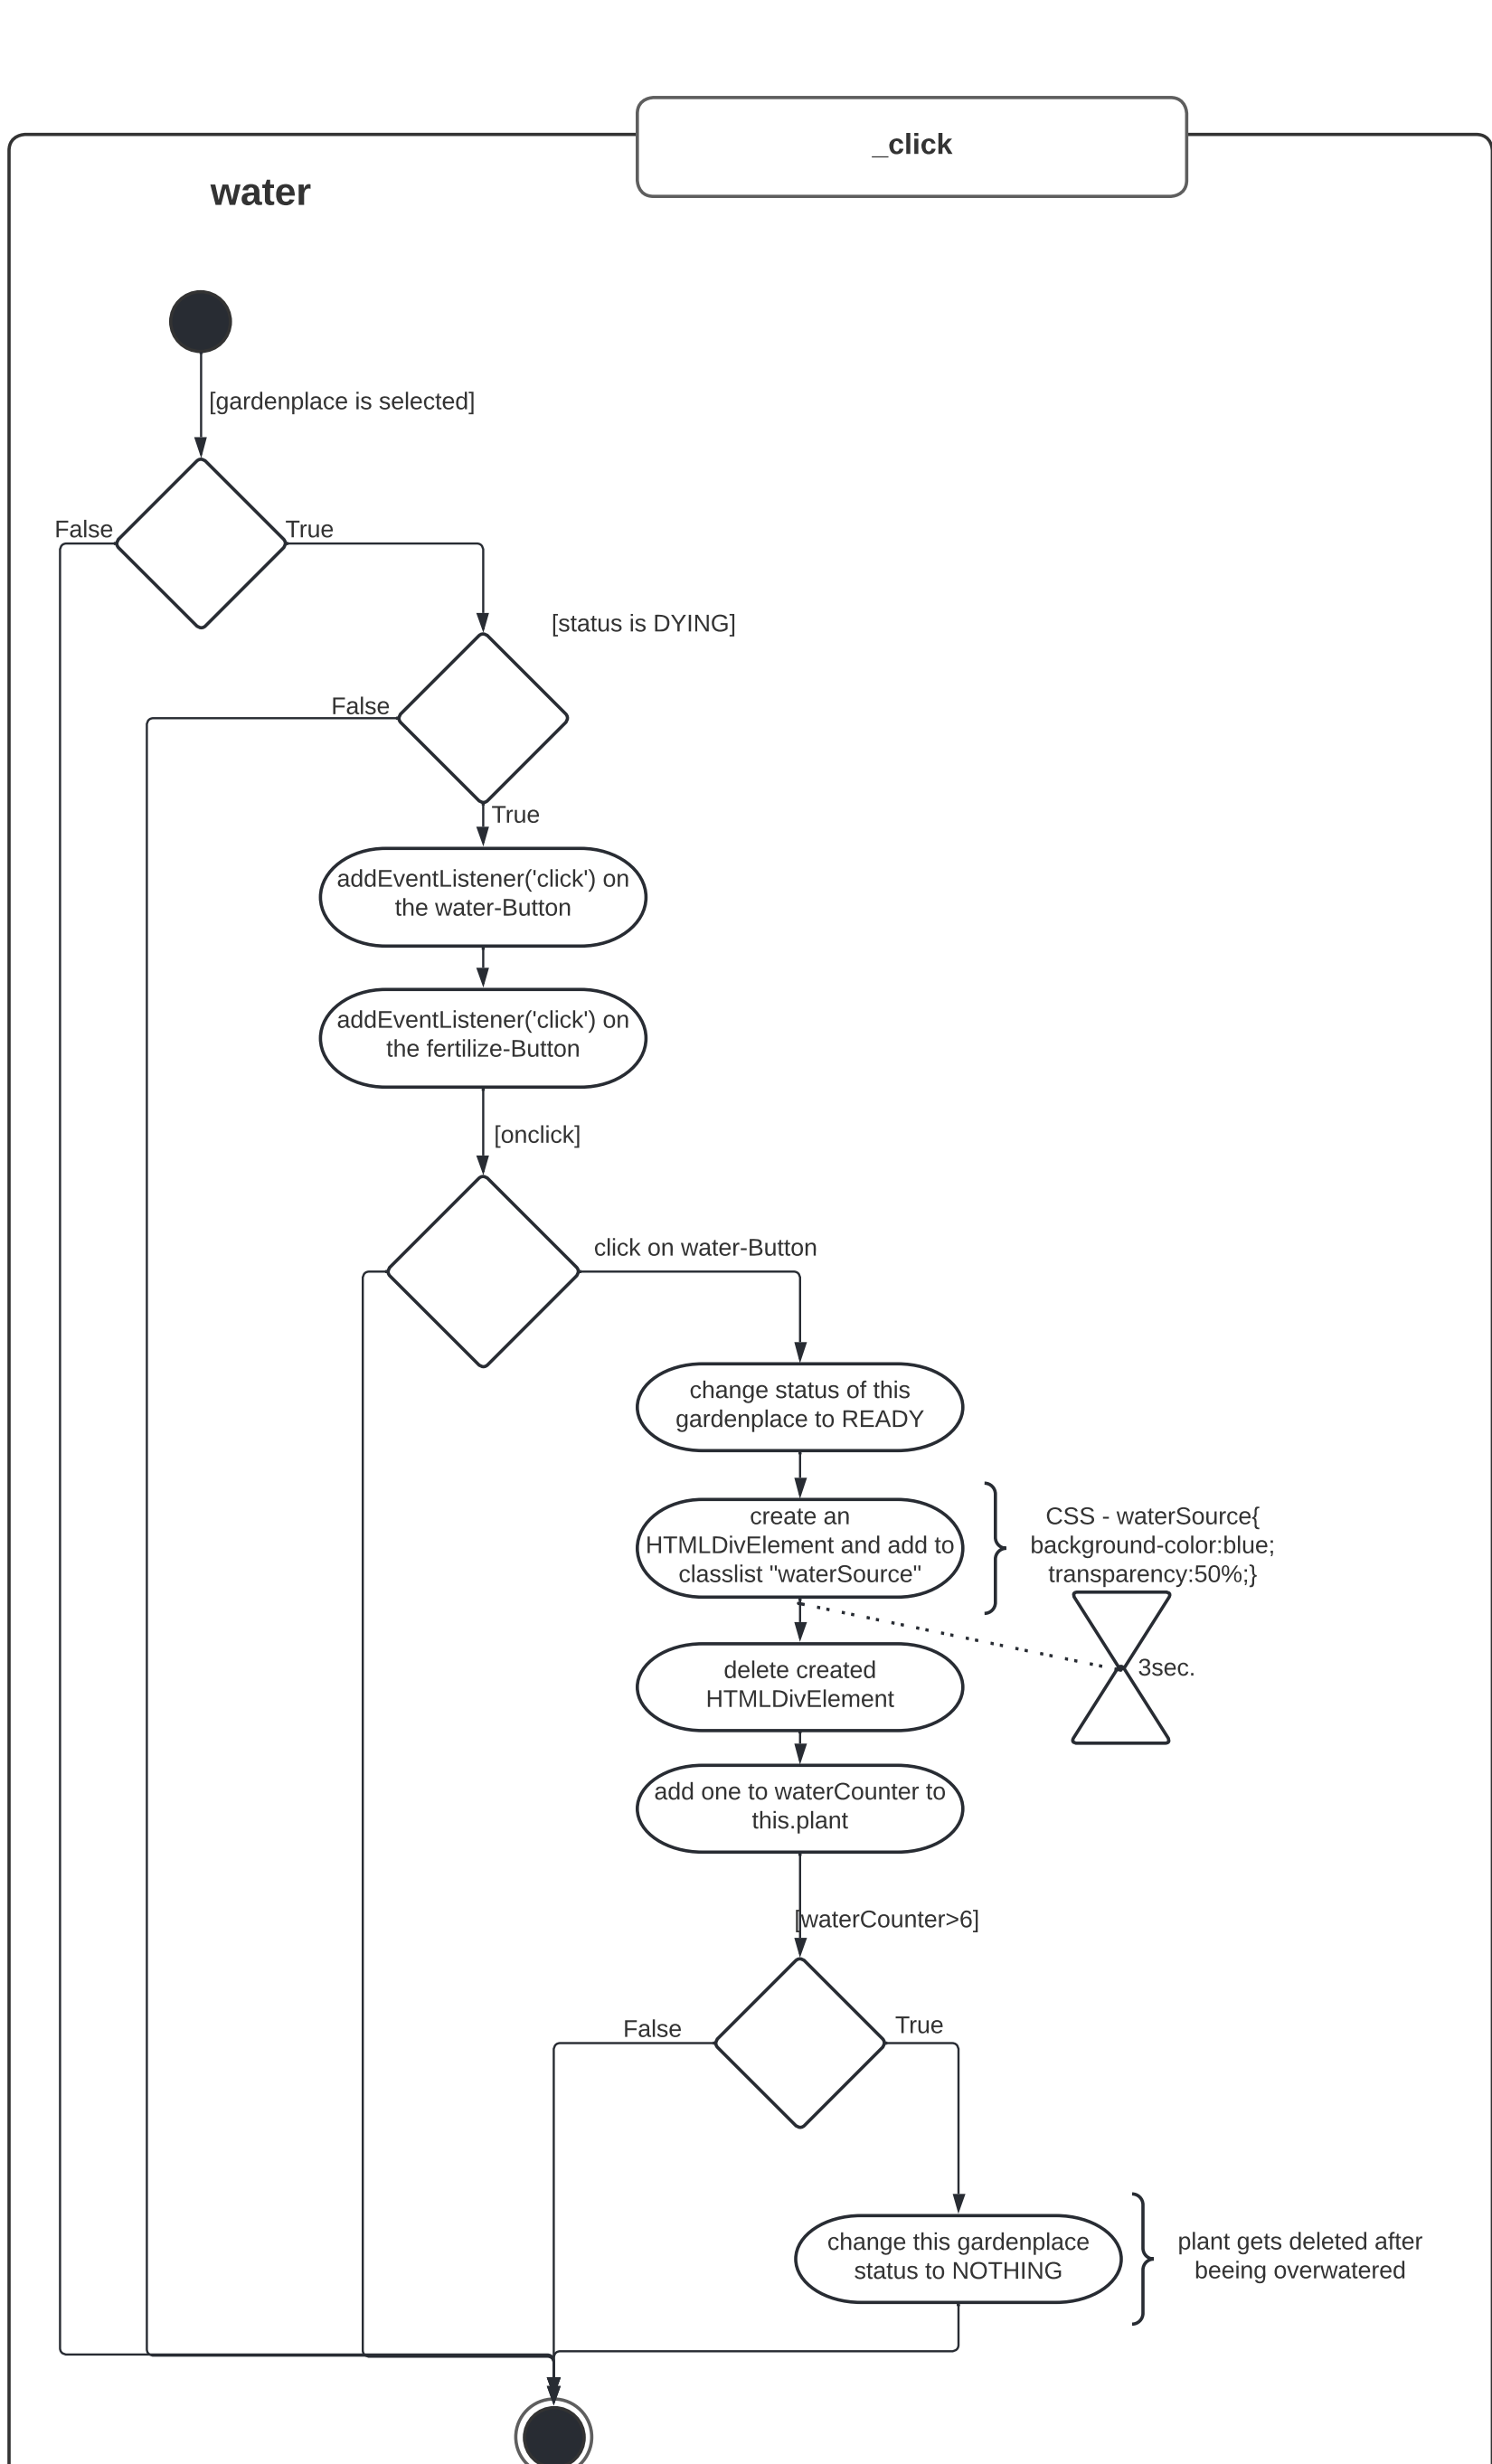 _click
water
[gardenplace is selected]
False
True
[status is DYING]
False
True
addEventListener('click') on
the water-Button
addEventListener('click') on
the fertilize-Button
[onclick]
click on water-Button
change status of this
gardenplace to READY
create an
HTMLDivElement and add to
classlist "waterSource"
CSS - waterSource{
background-color:blue;
transparency:50%;}
3sec.
delete created
HTMLDivElement
add one to waterCounter to
this.plant
[waterCounter>6]
False
True
change this gardenplace
status to NOTHING
plant gets deleted after
beeing overwatered